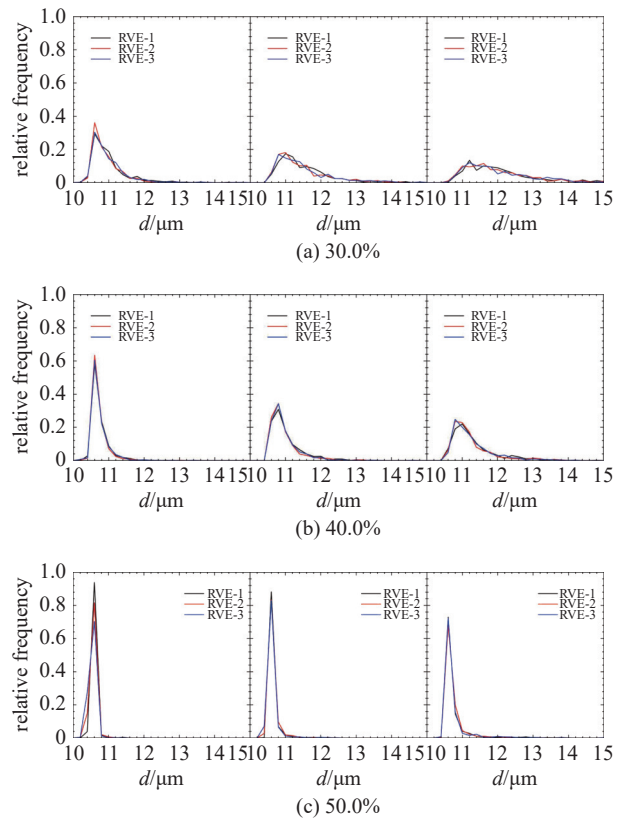 1.0
0.8
0.6
0.4
0.2
0
relative frequency
RVE-1
RVE-2
RVE-3
RVE-1
RVE-2
RVE-3
RVE-1
RVE-2
RVE-3
10 11 12 13 14 15 11 12 13 14 15 11 12 13 14 15
d/μm d/μm d/μm
(a) 30.0%
1.0
0.8
0.6
0.4
0.2
0
relative frequency
RVE-1
RVE-2
RVE-3
RVE-1
RVE-2
RVE-3
RVE-1
RVE-2
RVE-3
10 11 12 13 14 15 10 11 12 13 14 15 10 11 12 13 14 15
d/μm d/μm d/μm
(b) 40.0%
1.0
0.8
0.6
0.4
0.2
0
relative frequency
RVE-1
RVE-2
RVE-3
RVE-1
RVE-2
RVE-3
RVE-1
RVE-2
RVE-3
10 11 12 13 14 15 11 12 13 14 15 11 12 13 14 15
d/μm d/μm d/μm
(c) 50.0%